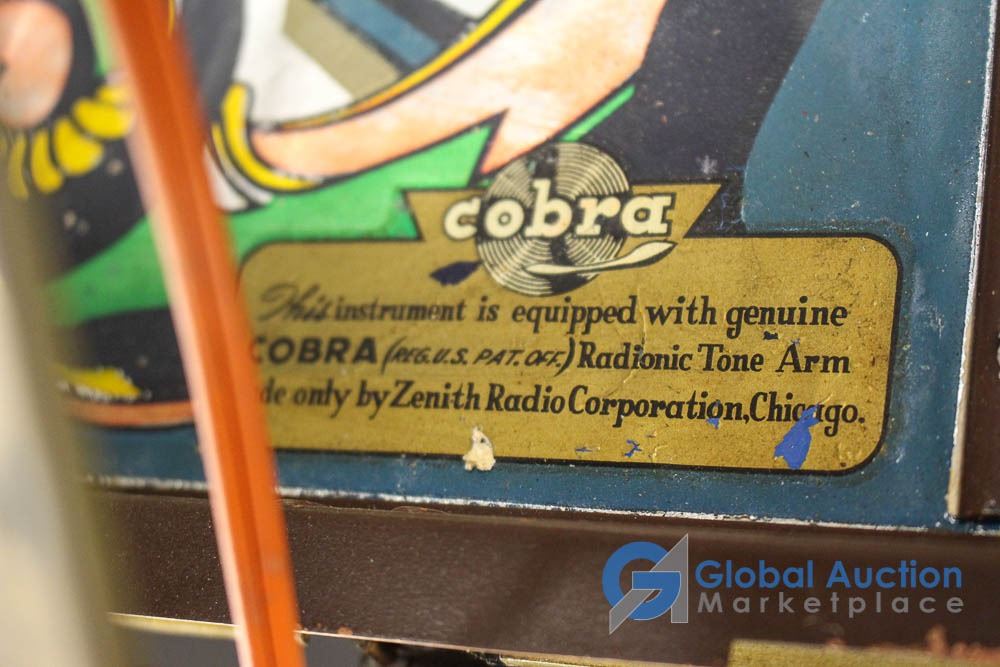 cobra
This instrument is equipped with genuine
COBRA (REG. U.S. PAT. OFF.) Radionic Tone Arm
de only by Zenith Radio Corporation, Chicago.
GA Global Auction
Marketplace